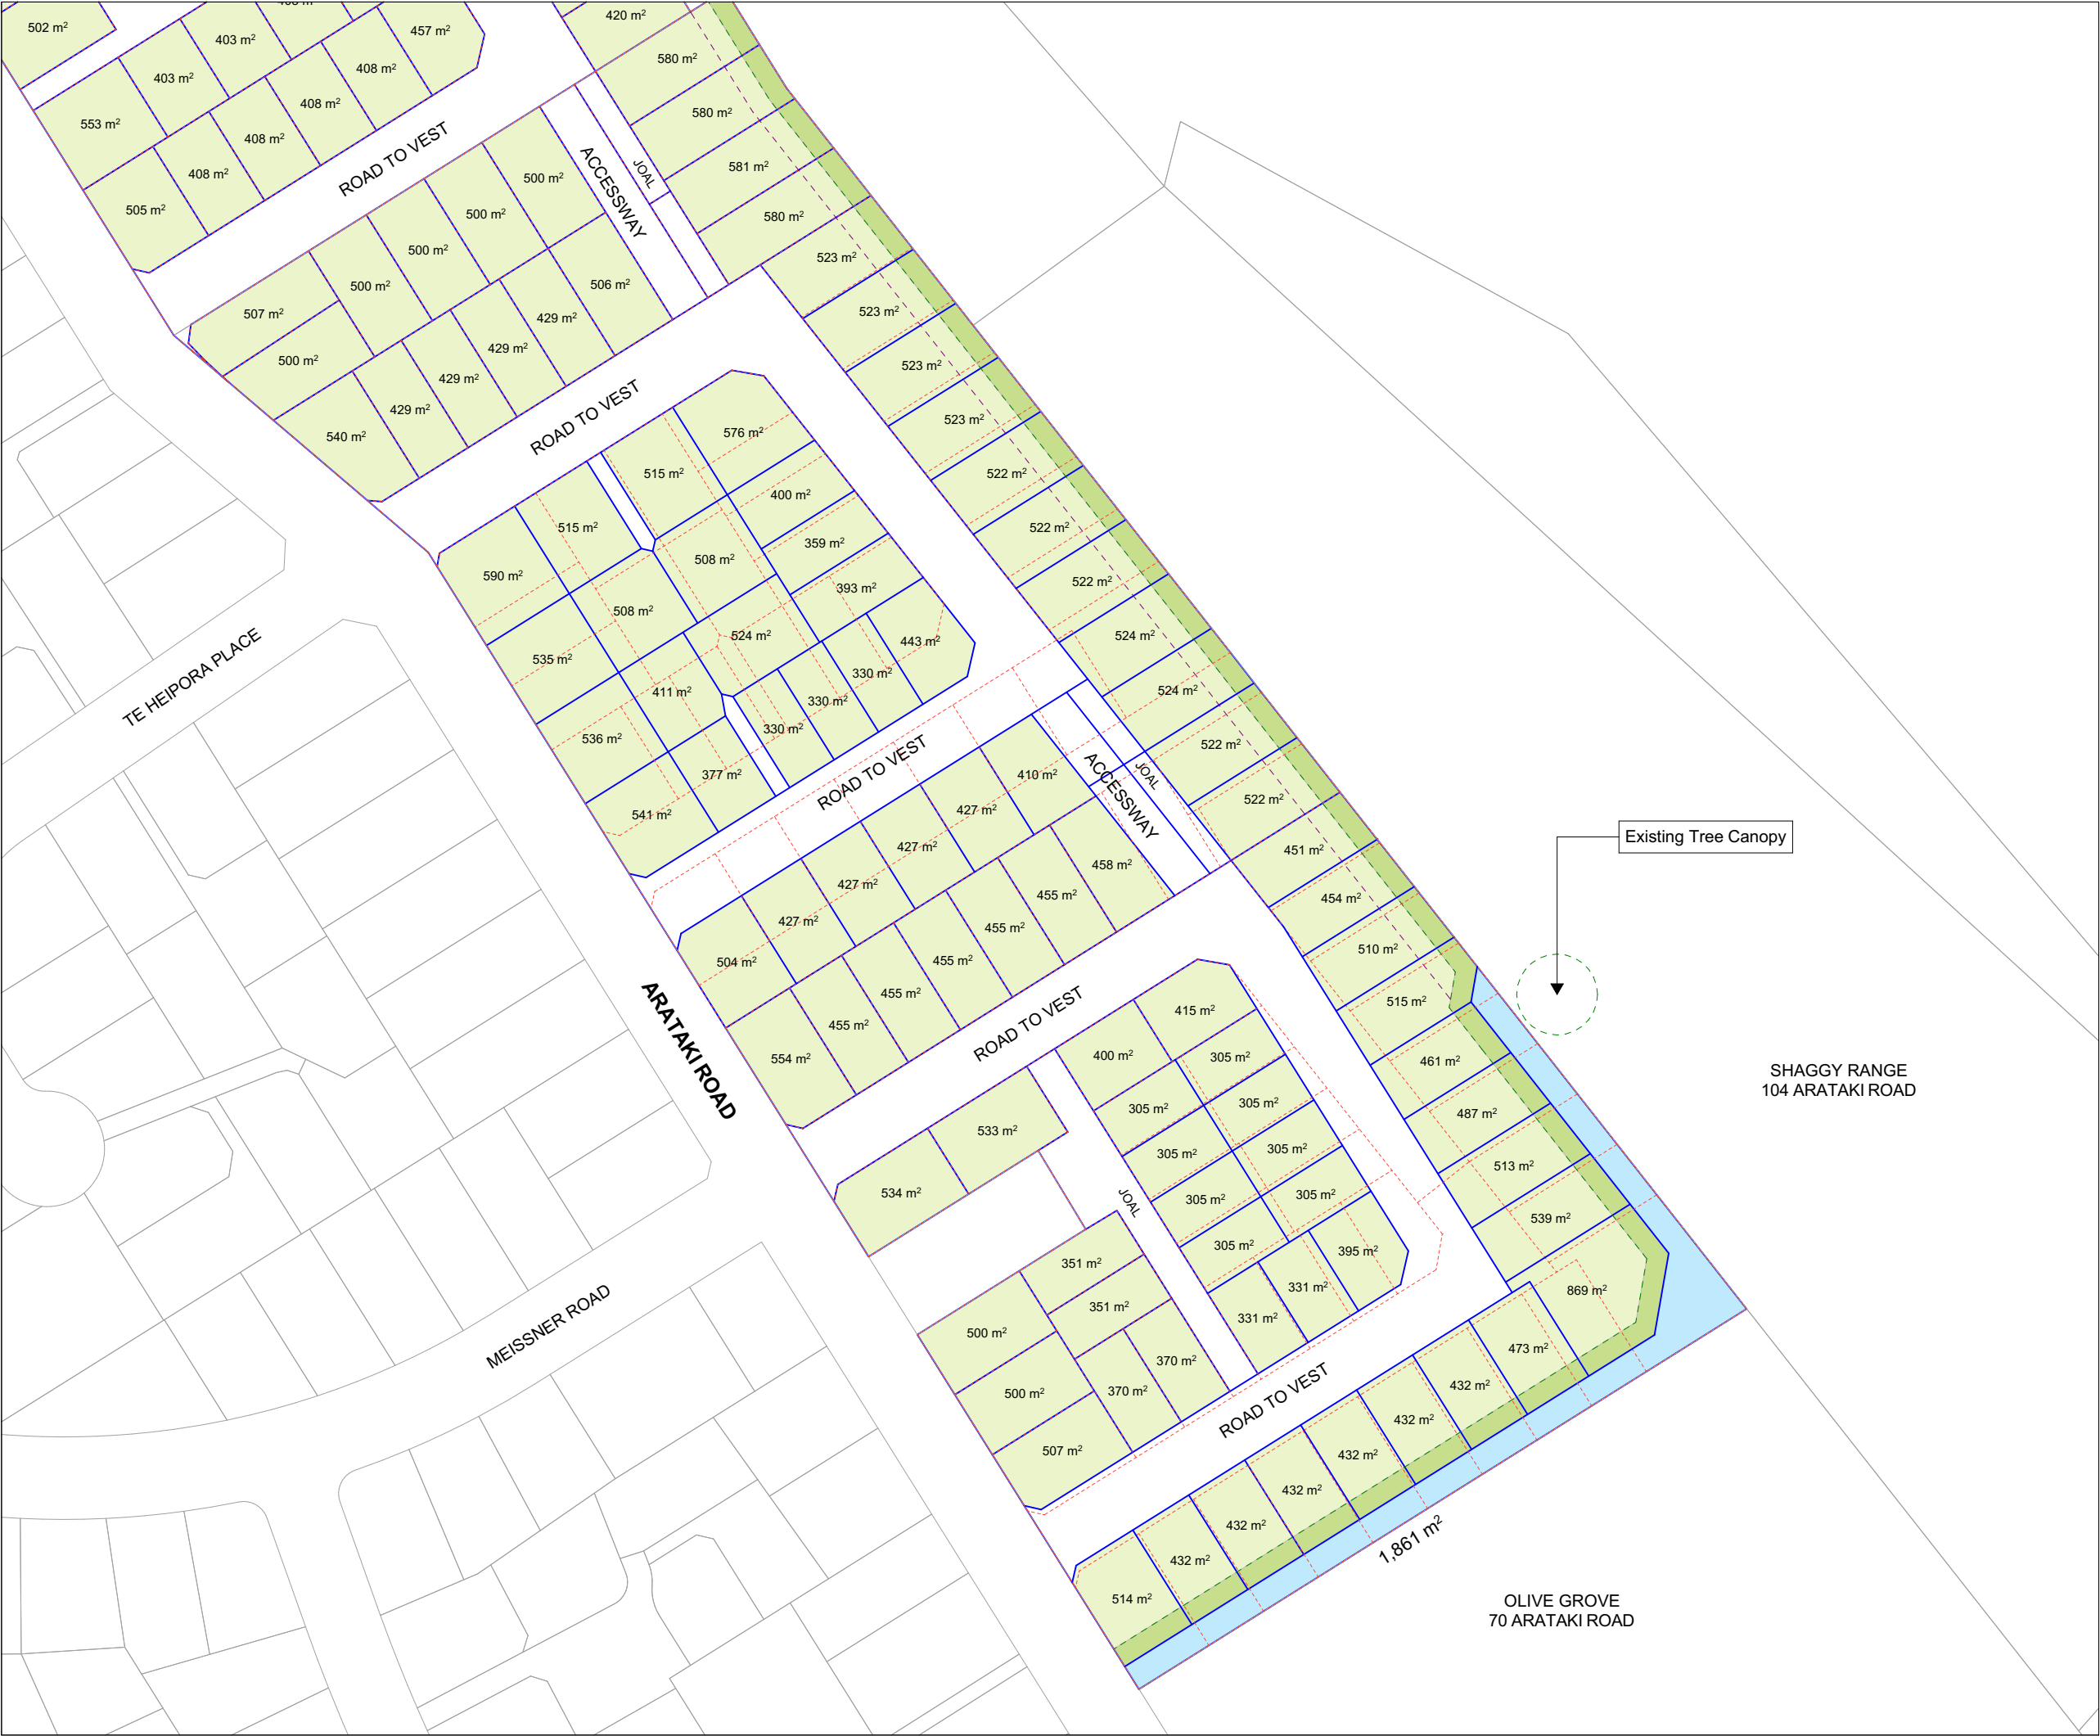 502 m²
403 m²
457 m²
420 m²
403 m²
408 m²
580 m²
553 m²
408 m²
580 m²
408 m²
ROAD TO VEST
581 m²
505 m²
408 m²
500 m²
ACCESSWAY
JOAL
580 m²
500 m²
500 m²
523 m²
507 m²
500 m²
506 m²
523 m²
500 m²
429 m²
429 m²
523 m²
540 m²
429 m²
429 m²
ROAD TO VEST
576 m²
523 m²
515 m²
400 m²
522 m²
515 m²
508 m²
359 m²
522 m²
590 m²
508 m²
393 m²
522 m²
TE HEIPORA PLACE
535 m²
524 m²
443 m²
524 m²
411 m²
330 m²
330 m²
330 m²
524 m²
536 m²
377 m²
ROAD TO VEST
522 m²
541 m²
410 m²
ACCESSWAY
JOAL
522 m²
427 m²
427 m²
427 m²
427 m²
458 m²
451 m²
Existing Tree Canopy
504 m²
455 m²
455 m²
455 m²
455 m²
455 m²
454 m²
554 m²
510 m²
ARATAKI ROAD
ROAD TO VEST
415 m²
515 m²
400 m²
305 m²
461 m²
SHAGGY RANGE
104 ARATAKI ROAD
533 m²
305 m²
305 m²
487 m²
534 m²
305 m²
305 m²
513 m²
JOAL
305 m²
305 m²
539 m²
305 m²
395 m²
351 m²
351 m²
331 m²
331 m²
869 m²
MEISSNER ROAD
500 m²
370 m²
473 m²
500 m²
370 m²
ROAD TO VEST
432 m²
507 m²
432 m²
432 m²
432 m²
432 m²
432 m²
514 m²
1,861 m²
OLIVE GROVE
70 ARATAKI ROAD